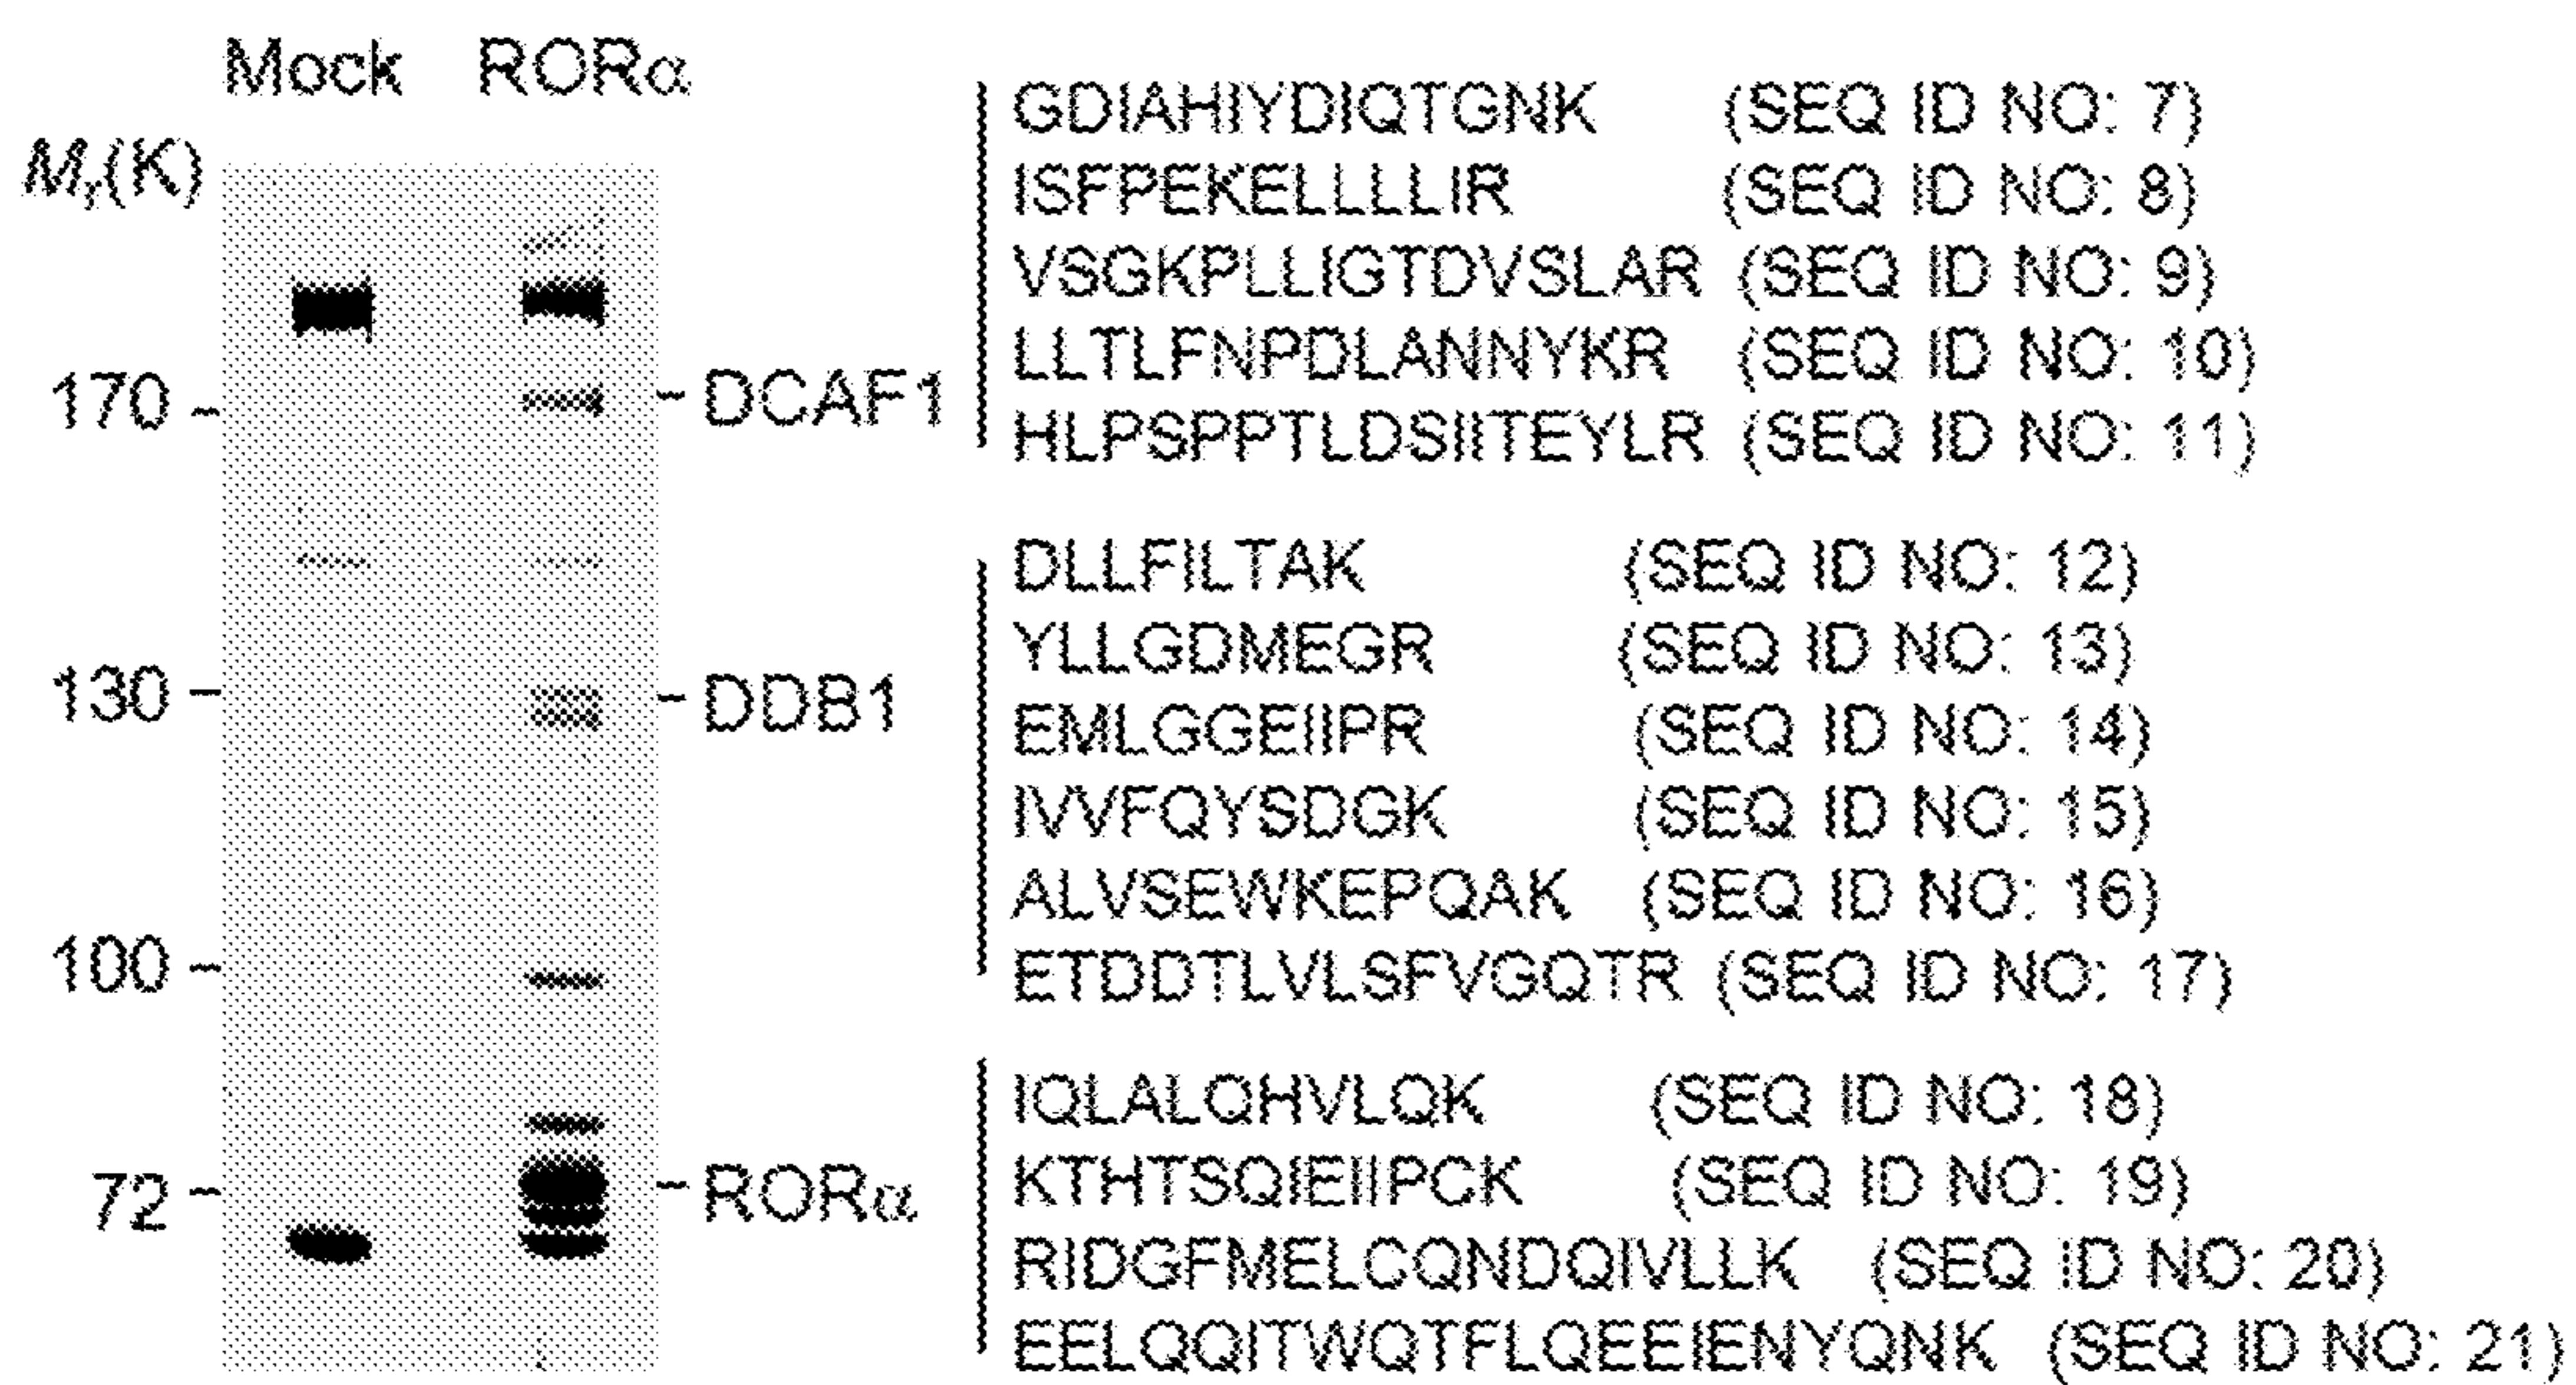 Mock RORα
Mr(K)
170
130
100
72
DCAF1
DDB1
RORα
GDIAHIYDIQTGNK (SEQ ID NO: 7)
ISFPEKELLLLIR (SEQ ID NO: 8)
VSGKPLLIGTDVSLAR (SEQ ID NO: 9)
LLTLFNPDLANNYKR (SEQ ID NO: 10)
HLPSPPTLDSIITEYLR (SEQ ID NO: 11)
DLLFILTAK (SEQ ID NO: 12)
YLLGDMEGR (SEQ ID NO: 13)
EMLGGEIIPR (SEQ ID NO: 14)
IVVFQYSDGK (SEQ ID NO: 15)
ALVSEWKEPQAK (SEQ ID NO: 16)
ETDDTLVLSFVGQTR (SEQ ID NO: 17)
IQLALQHVLQK (SEQ ID NO: 18)
KTHTSQIEIIPCK (SEQ ID NO: 19)
RIDGFMELCQNDQIVLLK (SEQ ID NO: 20)
EELQQITWQTFLQEEIENYQNK (SEQ ID NO: 21)